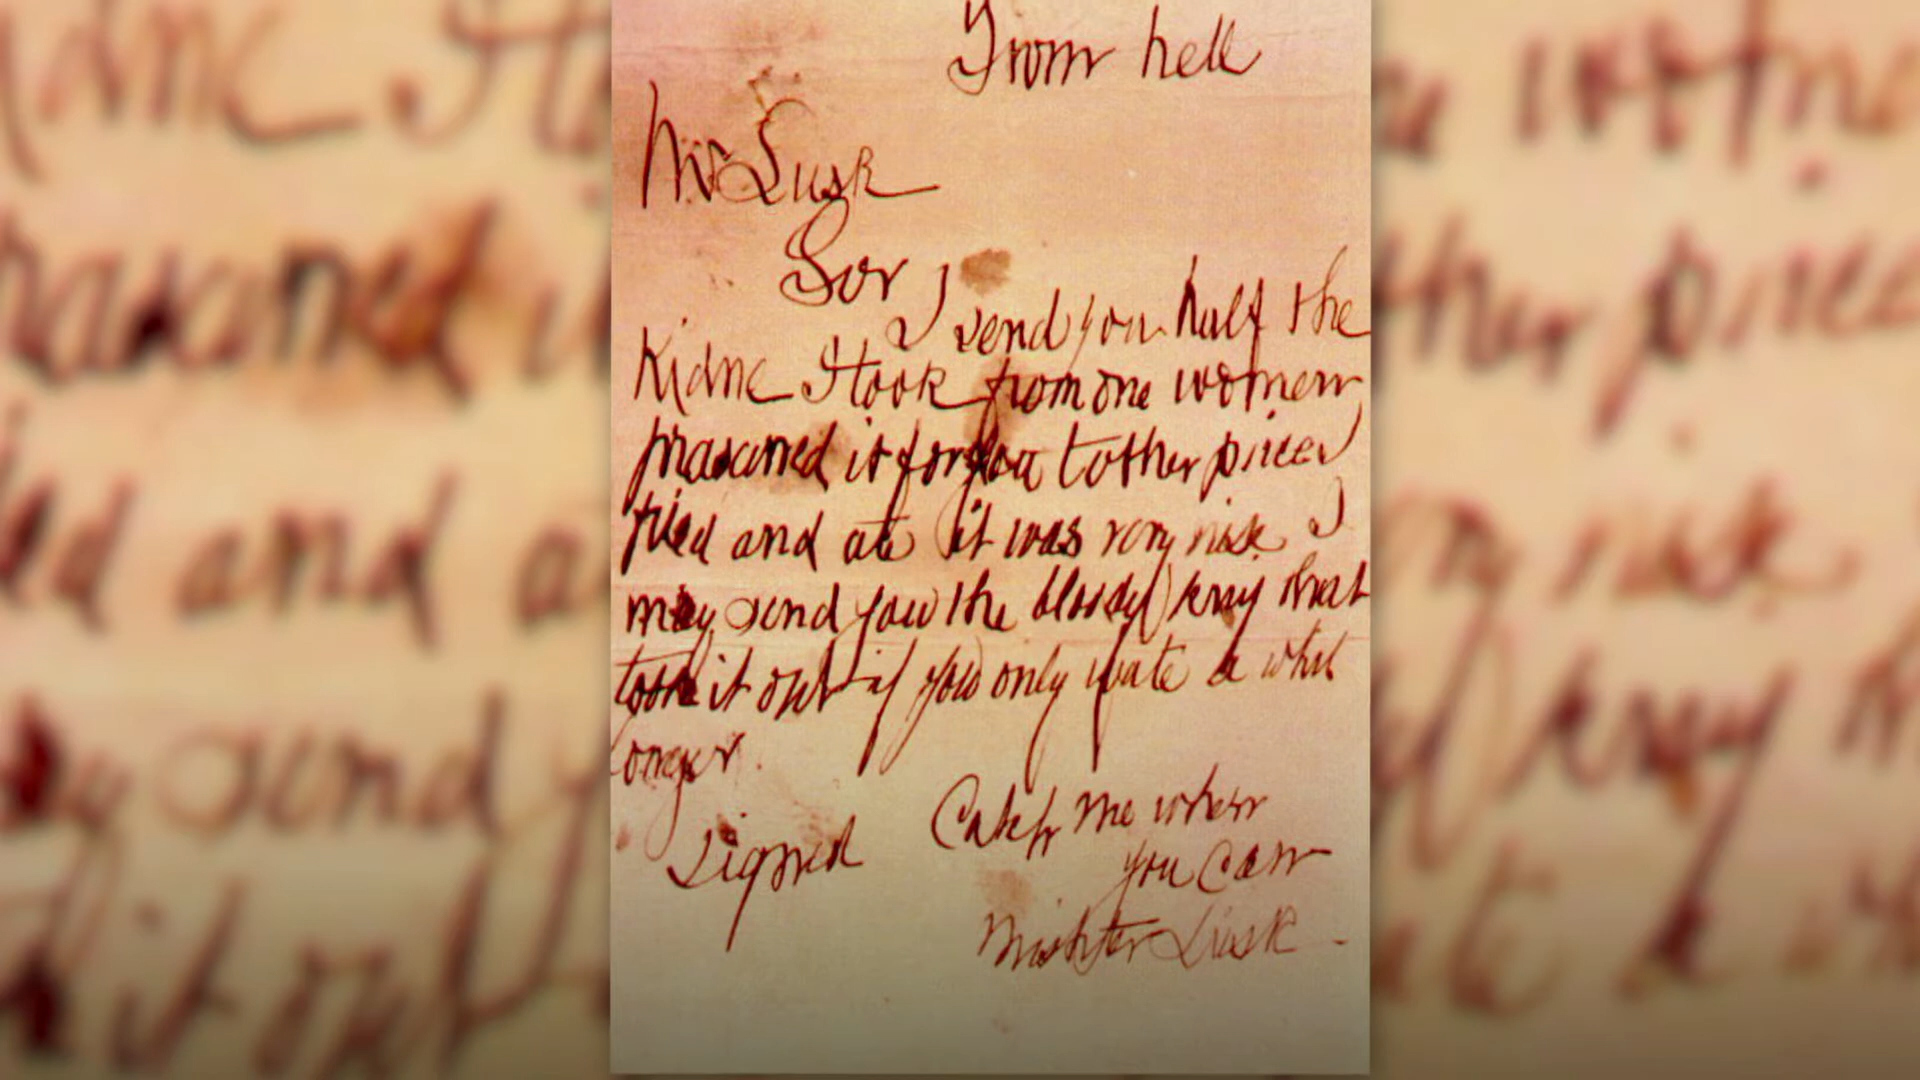 From hell
Mr Lusk
Sor
I send you half the
Kidne I took from one women
prasarved it for you tother piece I
fried and ate it was very nise I
may send you the bloody knif that
took it out if you only wate a whil
longer.
Signed Catch me when
you Can
Mishter Lusk.